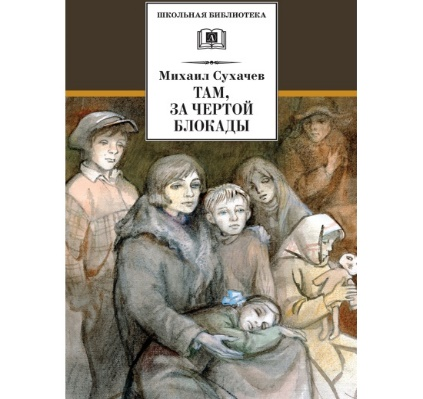 ШКОЛЬНАЯ БИБЛИОТЕКА
Михаил Сухачев
ТАМ,
ЗА ЧЕРТОЙ
БЛОКАДЫ